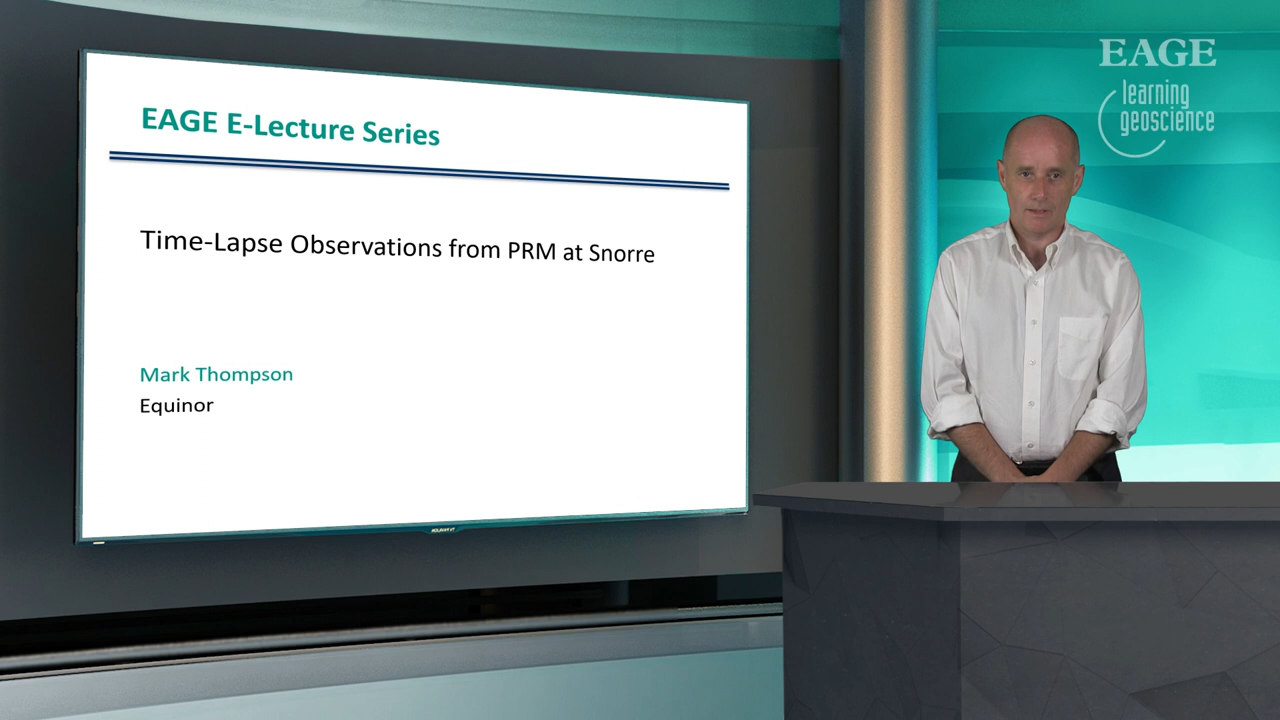 EAGE E-Lecture Series
Time-Lapse Observations from PRM at Snorre
Mark Thompson
Equinor
EAGE
learning
geoscience